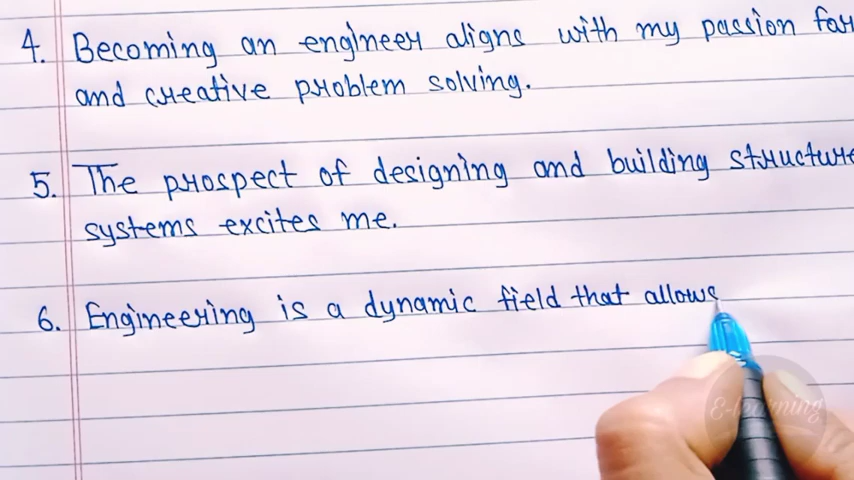 4. Becoming an engineer aligns with my passion for
and creative problem solving.
5. The prospect of designing and building structure
systems excites me.
6. Engineering is a dynamic field that allows
E-learning